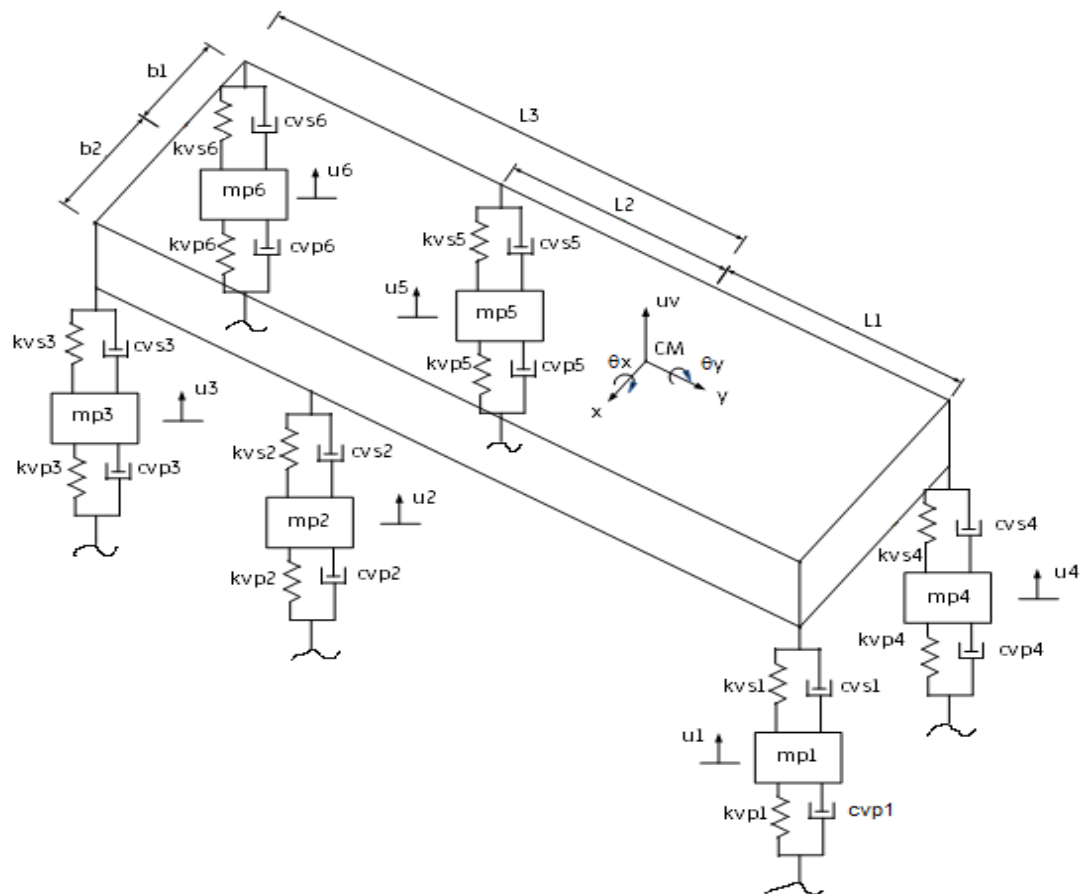 b1
L3
b2
cvs6
kvs6
u6
mp6
L2
kvp6
cvp6
kvs5
cvs5
u5
uv
L1
mp5
kvs3
cvs3
kvp5
cvp5
θx
CM
θy
u3
x
y
mp3
kvs2
cvs2
kvp3
cvp3
u2
mp2
kvs4
cvs4
kvp2
cvp2
u4
mp4
kvp4
cvp4
kvs1
cvs1
u1
mp1
kvp1
cvp1